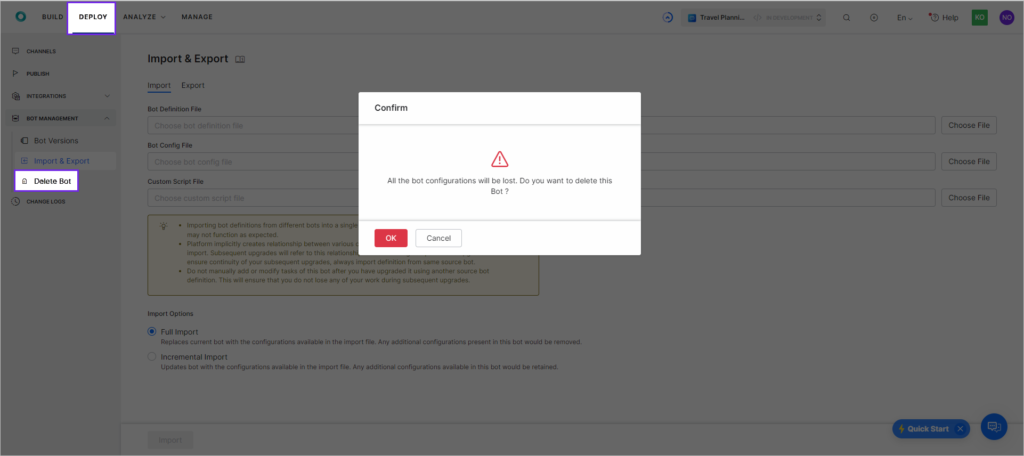 BUILD DEPLOY ANALYZE MANAGE Travel Planni... En Help KO NO
CHANNELS
PUBLISH
INTEGRATIONS
BOT MANAGEMENT
Bot Versions
Import & Export
Delete Bot
CHANGE LOGS
Import & Export
Import Export
Bot Definition File
Choose bot definition file Choose File
Bot Config File
Choose bot config file Choose File
Custom Script File
Choose custom script file Choose File
Importing bot definitions from different bots into a singl
may not function as expected.
Platform implicitly creates relationship between various c
Import. Subsequent upgrades will refer to this relationsh
ensure continuity of your subsequent upgrades, always import definition from same source bot.
Do not manually add or modify tasks of this bot after you have upgraded it using another source bot
definition. This will ensure that you do not lose any of your work during subsequent upgrades.
Import Options
Full Import
Replaces current bot with the configurations available in the import file. Any additional configurations present in this bot would be removed.
Incremental Import
Updates bot with the configurations available in the import file. Any additional configurations available in this bot would be retained.
Import
Confirm
All the bot configurations will be lost. Do you want to delete this
Bot ?
OK Cancel
Quick Start